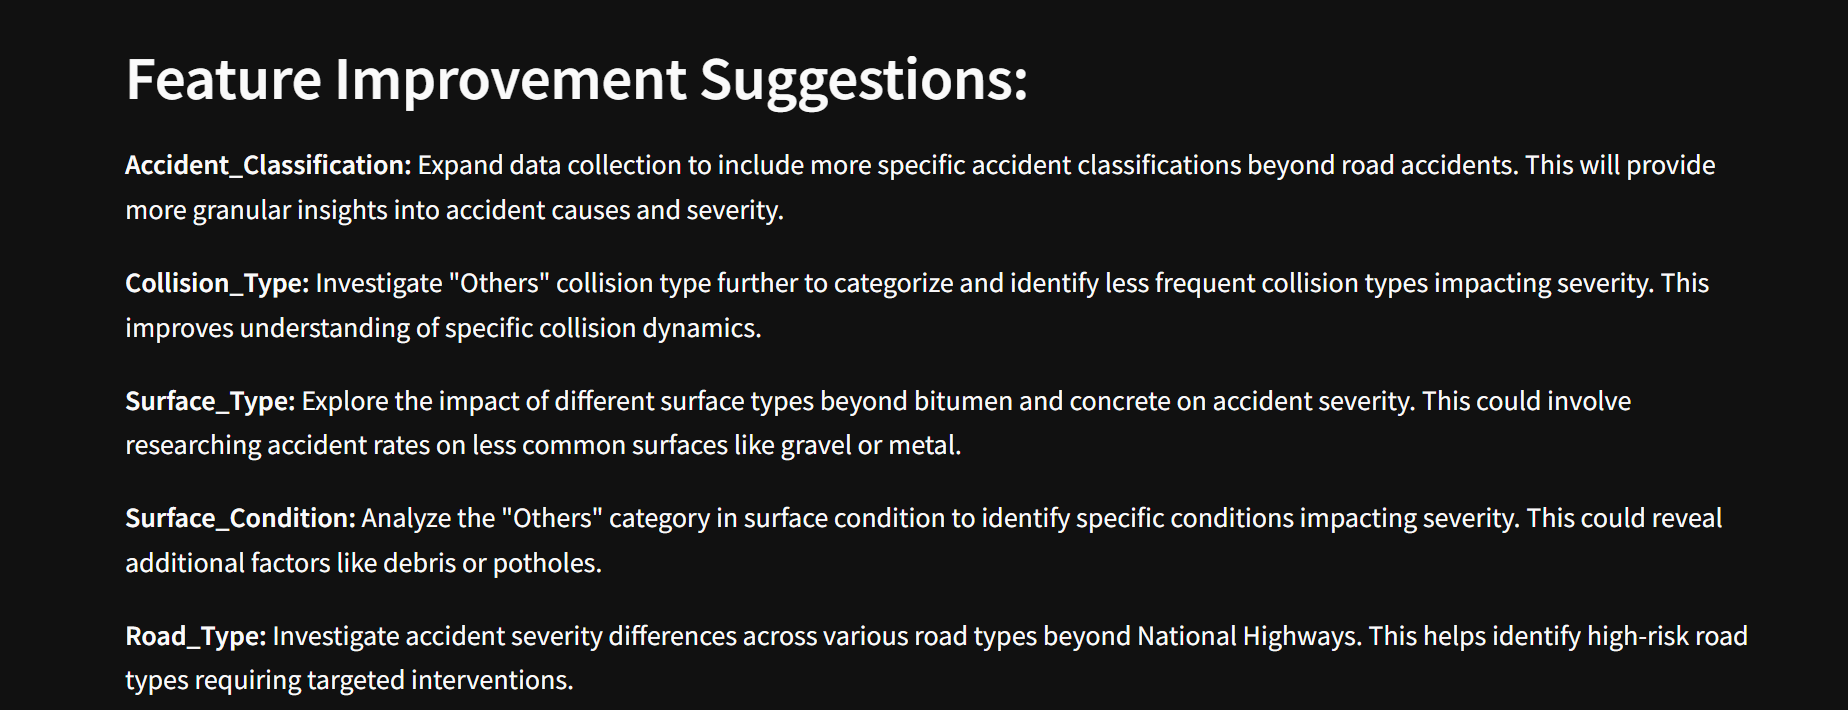 Feature Improvement Suggestions:
Accident_Classification: Expand data collection to include more specific accident classifications beyond road accidents. This will provide
more granular insights into accident causes and severity.
Collision_Type: Investigate "Others" collision type further to categorize and identify less frequent collision types impacting severity. This
improves understanding of specific collision dynamics.
Surface_Type: Explore the impact of different surface types beyond bitumen and concrete on accident severity. This could involve
researching accident rates on less common surfaces like gravel or metal.
Surface_Condition: Analyze the "Others" category in surface condition to identify specific conditions impacting severity. This could reveal
additional factors like debris or potholes.
Road_Type: Investigate accident severity differences across various road types beyond National Highways. This helps identify high-risk road
types requiring targeted interventions.